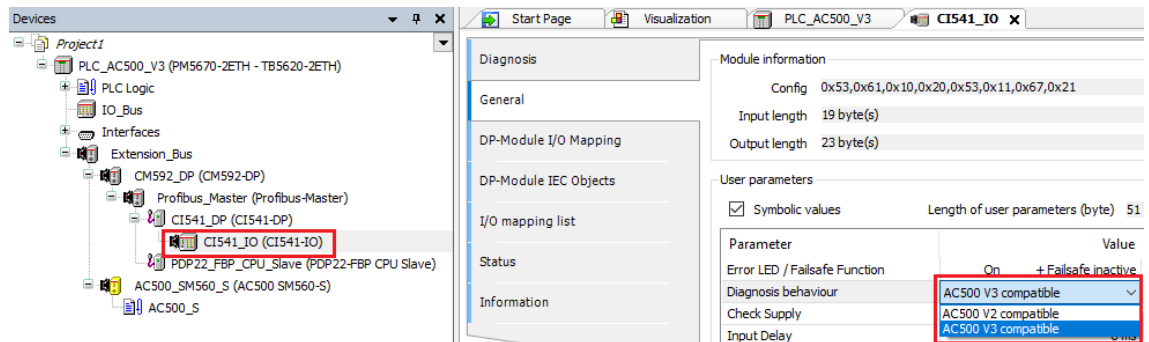 Devices
Project1
PLC_AC500_V3 (PM5670-2ETH - TB5620-2ETH)
PLC Logic
IO_Bus
Interfaces
Extension_Bus
CM592_DP (CM592-DP)
Profibus_Master (Profibus-Master)
CI541_DP (CI541-DP)
CI541_IO (CI541-IO)
PDP22_FBP_CPU_Slave (PDP22-FBP CPU Slave)
AC500_SM560_S (AC500 SM560-S)
AC500_S
Start Page Visualization PLC_AC500_V3 CI541_IO X
Diagnosis
General
DP-Module I/O Mapping
DP-Module IEC Objects
I/O mapping list
Status
Information
Module information
Config 0x53,0x61,0x10,0x20,0x53,0x11,0x67,0x21
Input length 19 byte(s)
Output length 23 byte(s)
User parameters
Symbolic values Length of user parameters (byte) 51
Parameter Value
Error LED / Failsafe Function On + Failsafe inactive
Diagnosis behaviour AC500 V3 compatible
Check Supply AC500 V2 compatible
AC500 V3 compatible
Input Delay ms